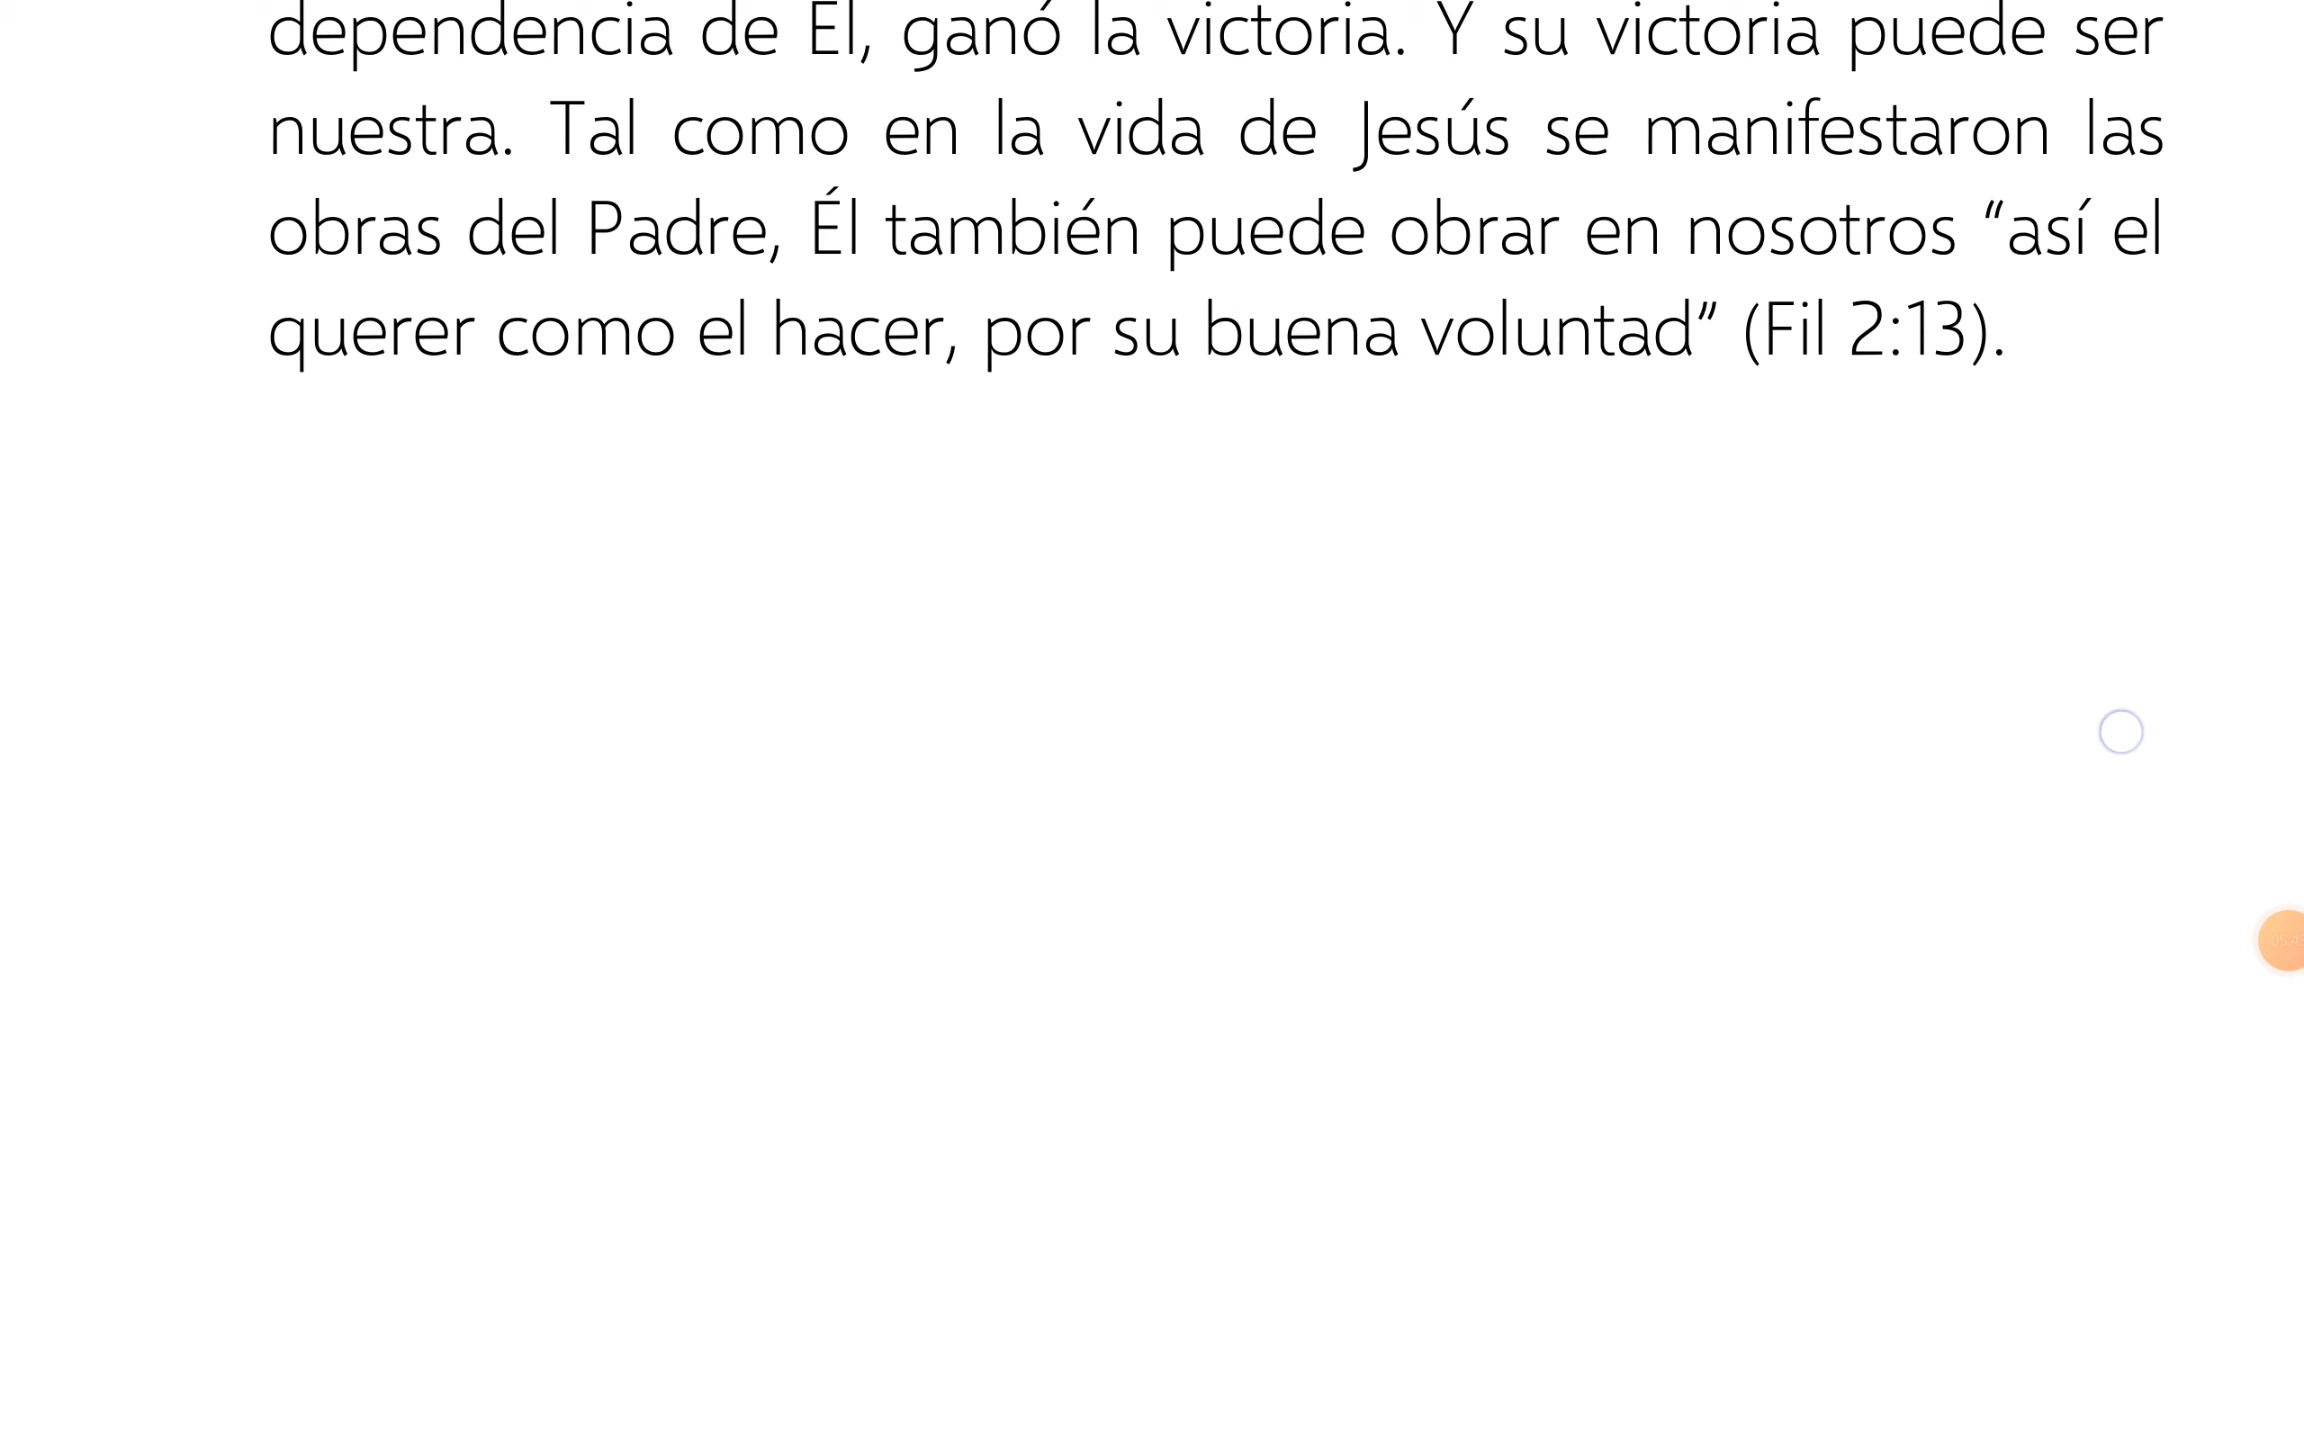 dependencia de Él, ganó la victoria. Y su victoria puede ser
nuestra. Tal como en la vida de Jesús se manifestaron las
obras del Padre, Él también puede obrar en nosotros “así el
querer como el hacer, por su buena voluntad” (Fil 2:13).